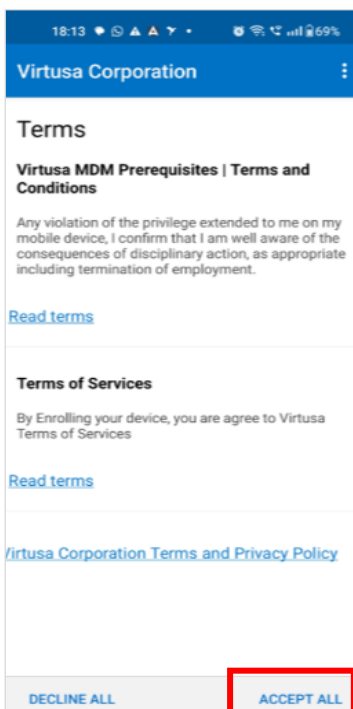 18:13 69%
Virtusa Corporation
Terms
Virtusa MDM Prerequisites | Terms and
Conditions
Any violation of the privilege extended to me on my
mobile device, I confirm that I am well aware of the
consequences of disciplinary action, as appropriate
including termination of employment.
Read terms
Terms of Services
By Enrolling your device, you are agree to Virtusa
Terms of Services
Read terms
Virtusa Corporation Terms and Privacy Policy
DECLINE ALL ACCEPT ALL